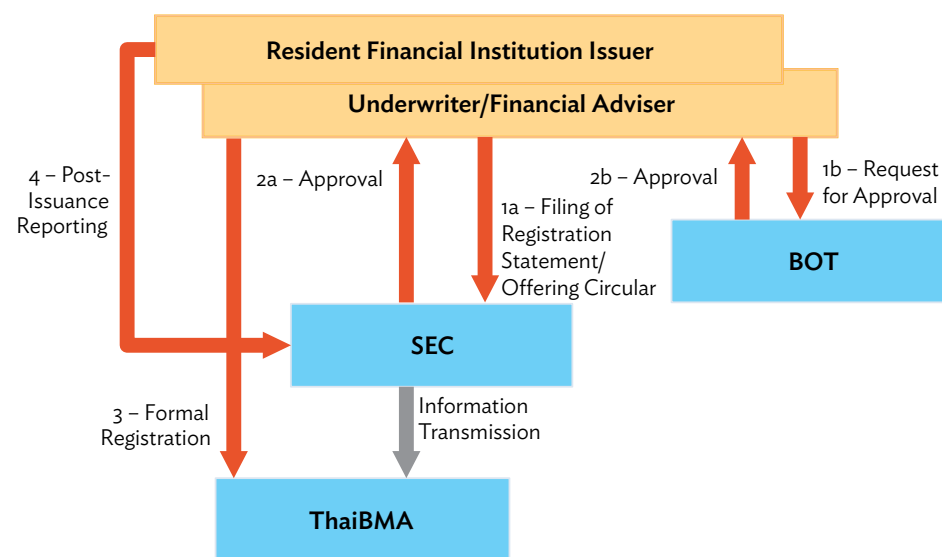 Resident Financial Institution Issuer
Underwriter/Financial Adviser
4 – Post-
Issuance
Reporting
2a – Approval
1a – Filing of
Registration
Statement/
Offering Circular
2b – Approval
1b – Request
for Approval
BOT
SEC
3 – Formal
Registration
Information
Transmission
ThaiBMA